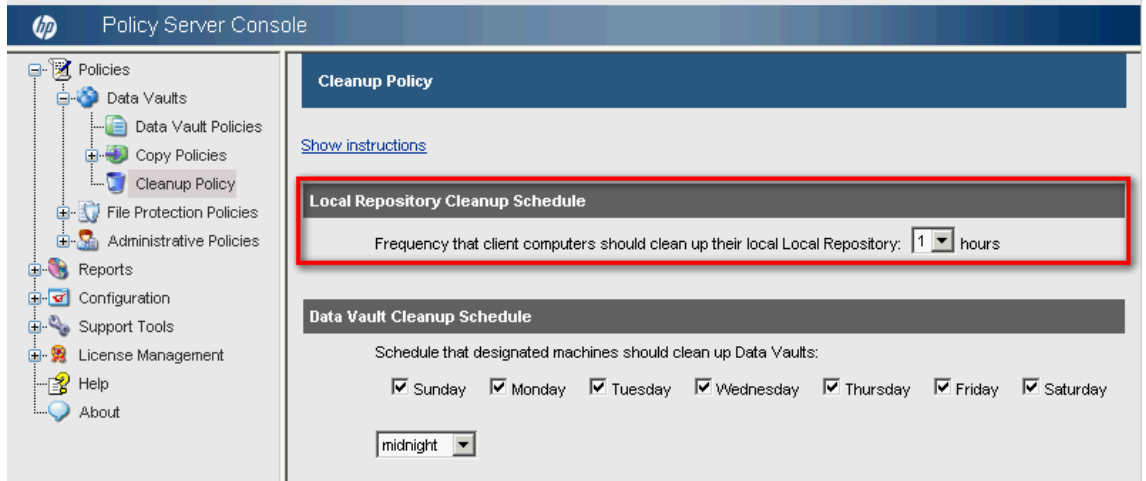 hp
Policy Server Console
Policies
Data Vaults
Data Vault Policies
Copy Policies
Cleanup Policy
File Protection Policies
Administrative Policies
Reports
Configuration
Support Tools
License Management
Help
About
Cleanup Policy
Show instructions
Local Repository Cleanup Schedule
Frequency that client computers should clean up their local Local Repository: 1 hours
Data Vault Cleanup Schedule
Schedule that designated machines should clean up Data Vaults:
Sunday Monday Tuesday Wednesday Thursday Friday Saturday
midnight